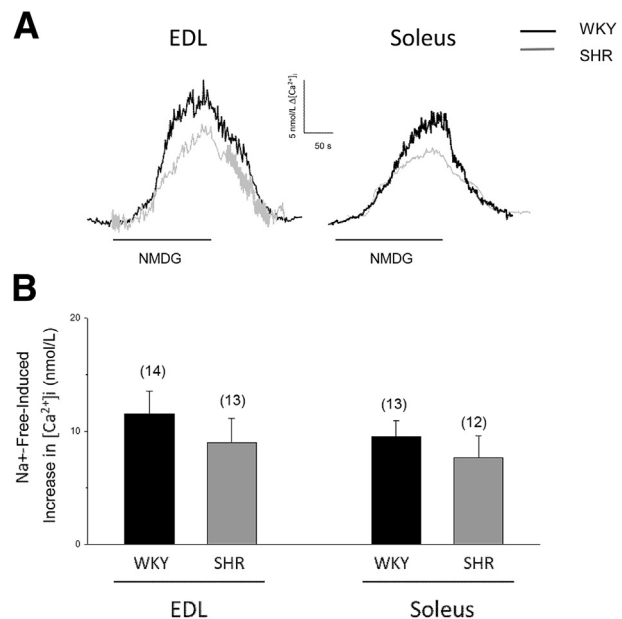 A
EDL
Soleus
WKY
SHR
5 nmol/L Δ[Ca²⁺]ᵢ
50 s
NMDG
NMDG
B
Na+-Free-Induced
Increase in [Ca²⁺]i (nmol/L)
20
10
0
(14)
(13)
(13)
(12)
WKY
SHR
WKY
SHR
EDL
Soleus